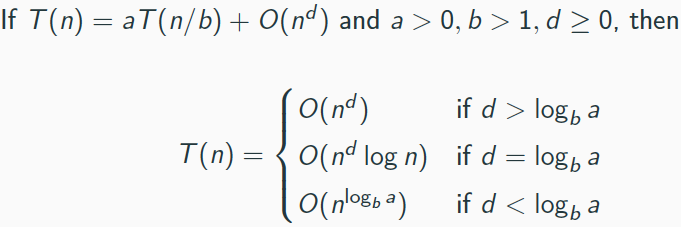 If T(n) = aT(n/b) + O(n^d) and a > 0, b > 1, d ≥ 0, then
T(n) = { O(n^d) if d > log_b a
O(n^d log n) if d = log_b a
O(n^{log_b a}) if d < log_b a